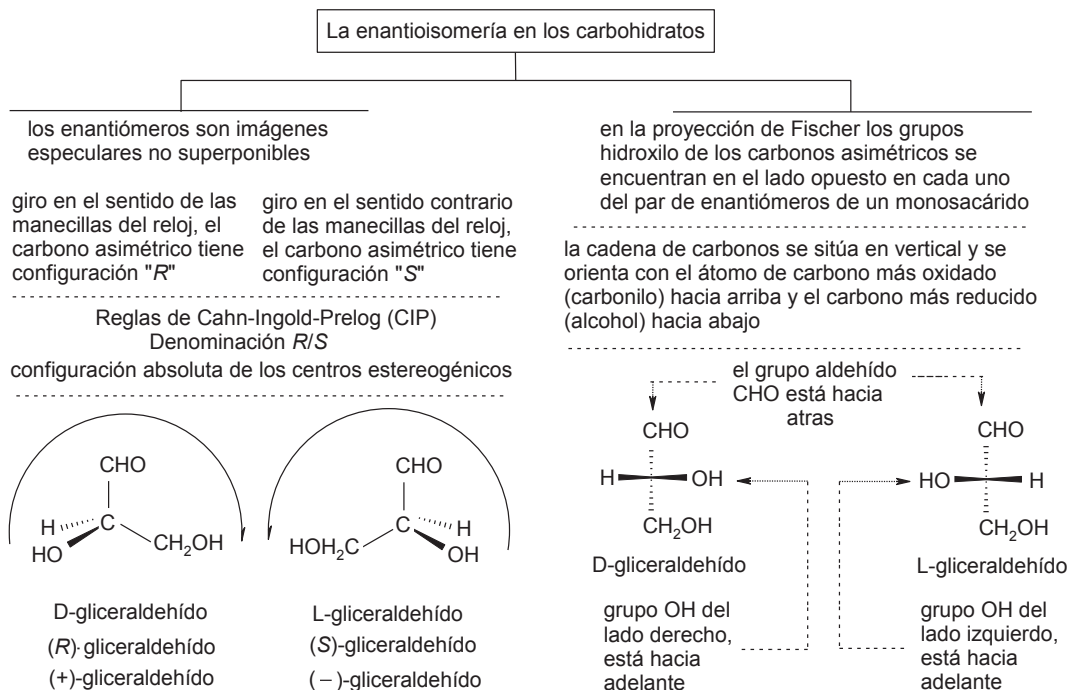 La enantioisomería en los carbohidratos
los enantiómeros son imágenes
especulares no superponibles
giro en el sentido de las
manecillas del reloj, el
carbono asimétrico tiene
configuración "R"
giro en el sentido contrario
de las manecillas del reloj,
el carbono asimétrico tiene
configuración "S"
Reglas de Cahn-Ingold-Prelog (CIP)
Denominación R/S
configuración absoluta de los centros estereogénicos
CHO
H
C
HO
CH₂OH
CHO
C
H
HOH₂C
OH
D-gliceraldehído
(R)-gliceraldehído
(+)-gliceraldehído
L-gliceraldehído
(S)-gliceraldehído
(−)-gliceraldehído
en la proyección de Fischer los grupos
hidroxilo de los carbonos asimétricos se
encuentran en el lado opuesto en cada uno
del par de enantiómeros de un monosacárido
la cadena de carbonos se sitúa en vertical y se
orienta con el átomo de carbono más oxidado
(carbonilo) hacia arriba y el carbono más reducido
(alcohol) hacia abajo
el grupo aldehído
CHO está hacia
atras
CHO
H
OH
CH₂OH
D-gliceraldehído
CHO
HO
H
CH₂OH
L-gliceraldehído
grupo OH del
lado derecho,
está hacia
adelante
grupo OH del
lado izquierdo,
está hacia
adelante